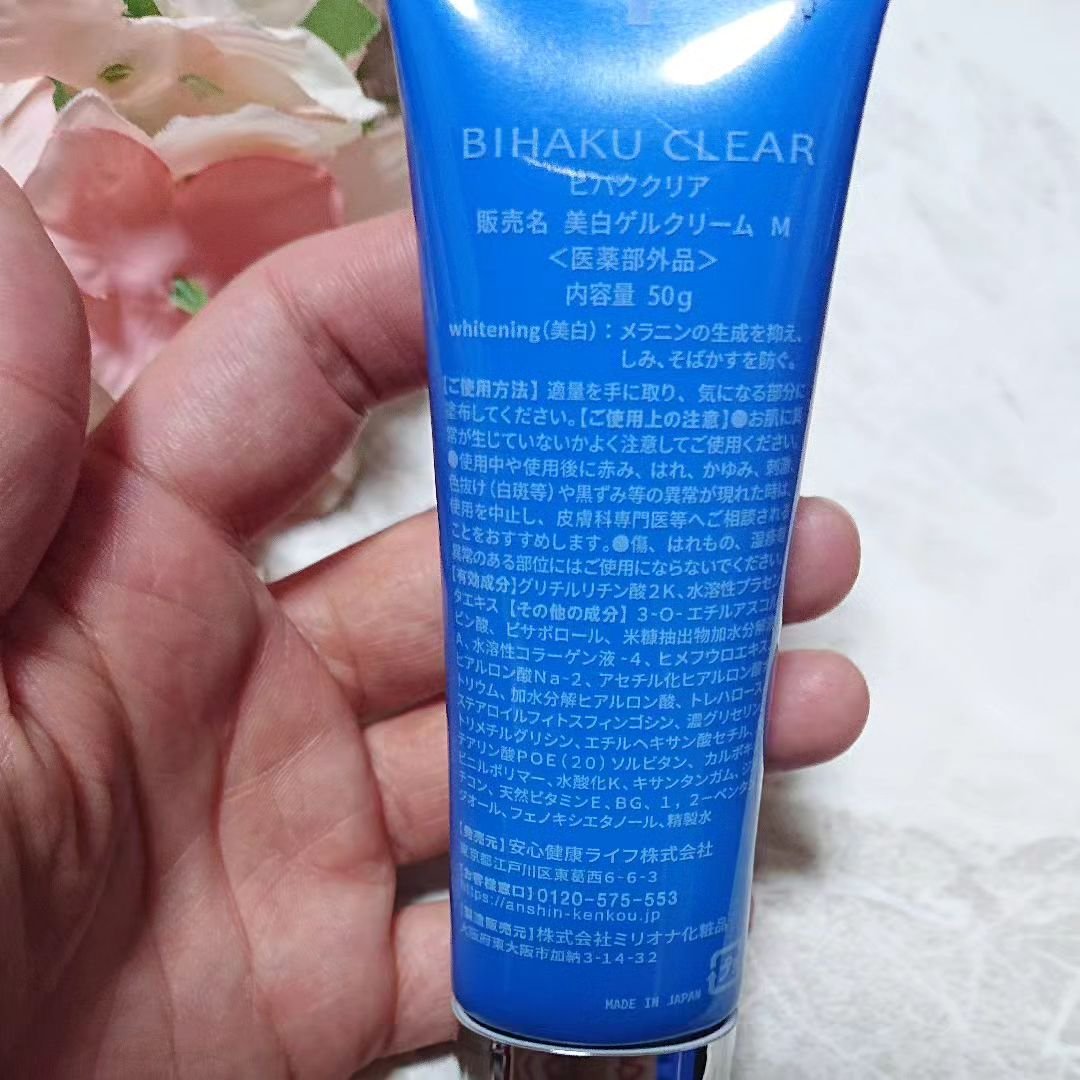 BIHAKU CLEAR
ビハククリア
販売名 美白ゲルクリーム M
<医薬部外品>
内容量 50g
whitening(美白):メラニンの生成を抑え、
しみ、そばかすを防ぐ。
【ご使用方法】適量を手に取り、気になる部分に
塗布してください。【ご使用上の注意】●お肌に異
常が生じていないかよく注意してご使用ください。
●使用中や使用後に赤み、はれ、かゆみ、刺激、
色抜け(白斑等)や黒ずみ等の異常が現れた時は、
使用を中止し、皮膚科専門医等へご相談される
ことをおすすめします。●傷、はれもの、湿疹等
異常のある部位にはご使用にならないでください。
【有効成分】グリチルリチン酸2K、水溶性プラセン
タエキス【その他の成分】3-O-エチルアスコル
ビン酸、ビサボロール、米糠抽出物加水分解
A、水溶性コラーゲン液-4、ヒメフウロエキス、
ヒアルロン酸Na-2、アセチル化ヒアルロン酸ナ
トリウム、加水分解ヒアルロン酸、トレハロース、
ステアロイルフィトスフィンゴシン、濃グリセリン、
トリメチルグリシン、エチルヘキサン酸セチル、
テアリン酸POE(20)ソルビタン、カルボキ
ビニルポリマー、水酸化K、キサンタンガム、
チコン、天然ビタミンE、BG、1,2-ペンタ
ジオール、フェノキシエタノール、精製水
【発売元】安心健康ライフ株式会社
東京都江戸川区東葛西6-6-3
【お客様窓口】0120-575-553
https://anshin-kenkou.jp
【製造販売元】株式会社ミリオナ化粧品
大阪府東大阪市加納3-14-32
MADE IN JAPAN